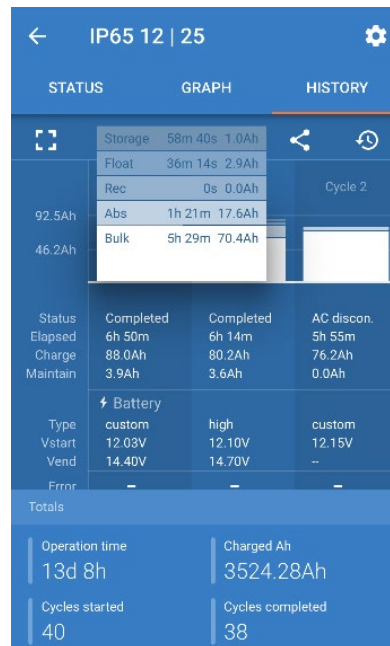 IP65 12 | 25
STATUS GRAPH HISTORY
Storage 58m 40s 1.0Ah
Float 36m 14s 2.9Ah
Rec 0s 0.0Ah
Abs 1h 21m 17.6Ah
Bulk 5h 29m 70.4Ah
Cycle 2
92.5Ah
46.2Ah
Status Completed Completed AC discon.
Elapsed 6h 50m 6h 14m 5h 55m
Charge 88.0Ah 80.2Ah 76.2Ah
Maintain 3.9Ah 3.6Ah 0.0Ah
Battery
Type custom high custom
Vstart 12.03V 12.10V 12.15V
Vend 14.40V 14.70V --
Error – – –
Totals
Operation time Charged Ah
13d 8h 3524.28Ah
Cycles started Cycles completed
40 38